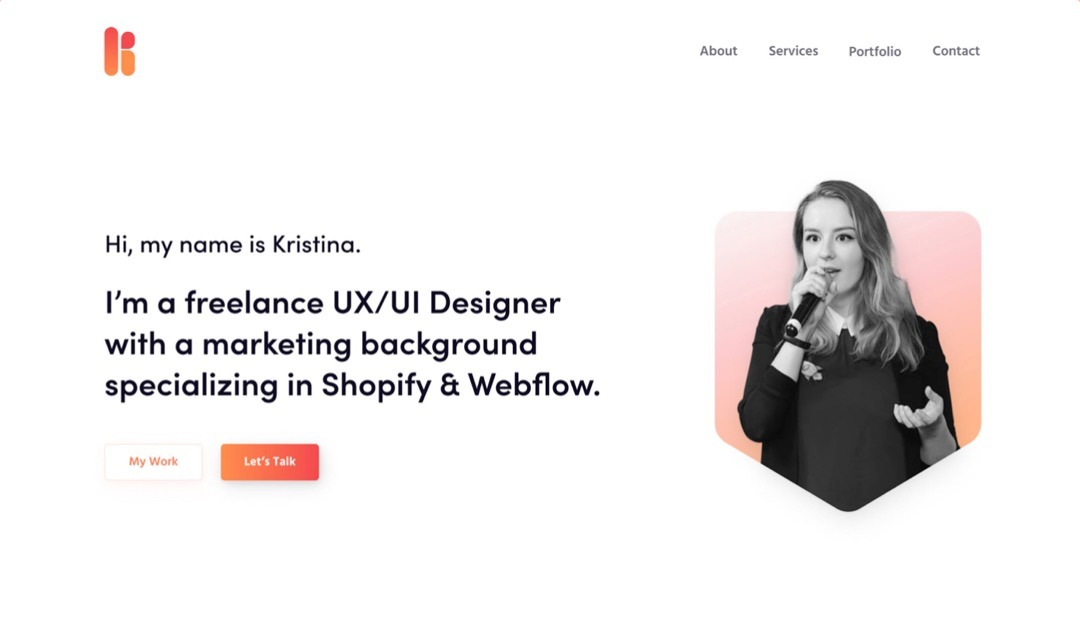 About
Services
Portfolio
Contact
Hi, my name is Kristina.
I’m a freelance UX/UI Designer
with a marketing background
specializing in Shopify & Webflow.
My Work
Let’s Talk